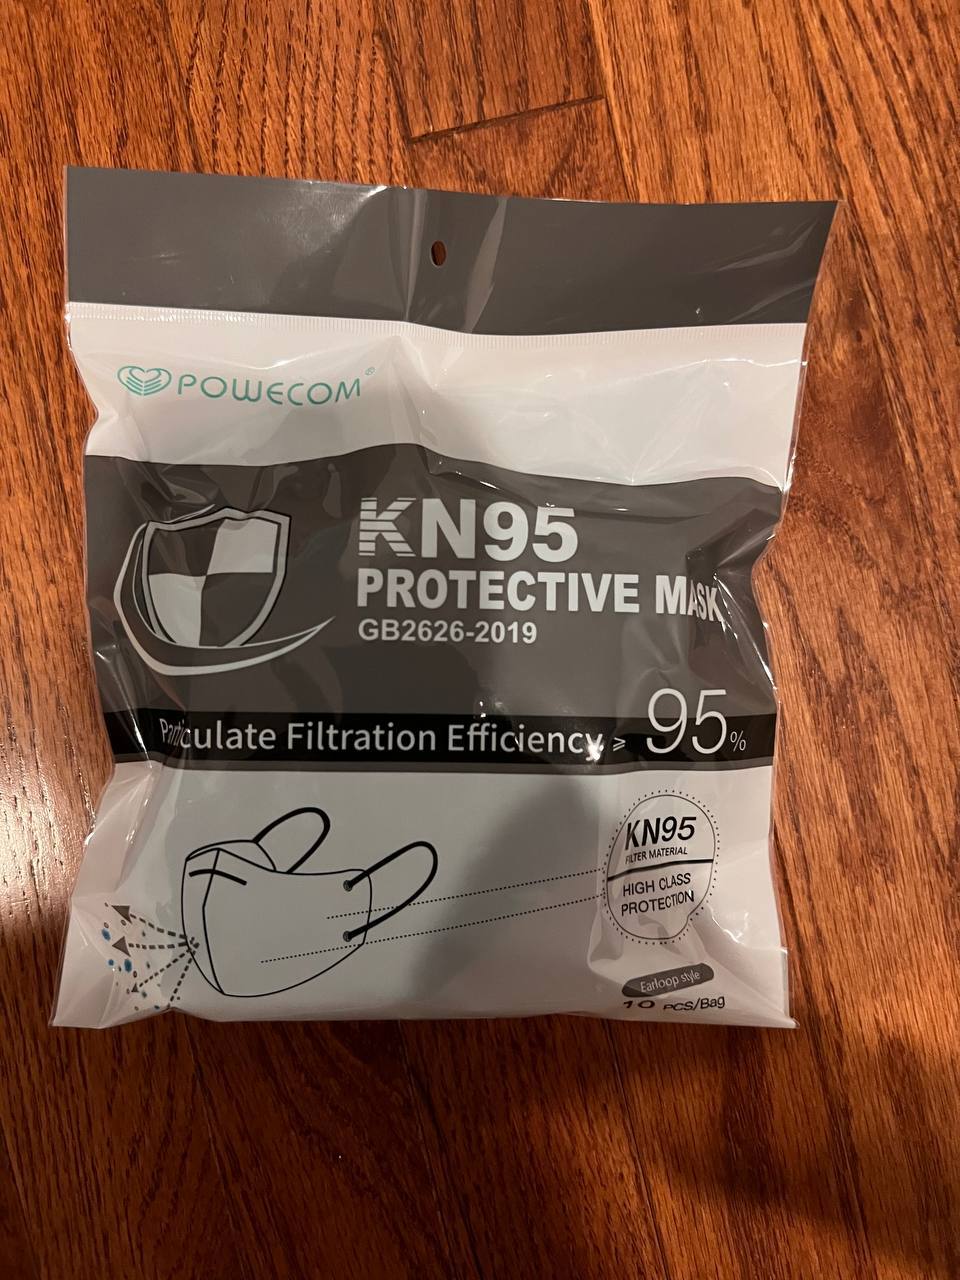 POWECOM®
KN95
PROTECTIVE MASK
GB2626-2019
Particulate Filtration Efficiency ≥ 95%
KN95
FILTER MATERIAL
HIGH CLASS
PROTECTION
Earloop style
10 PCS/Bag